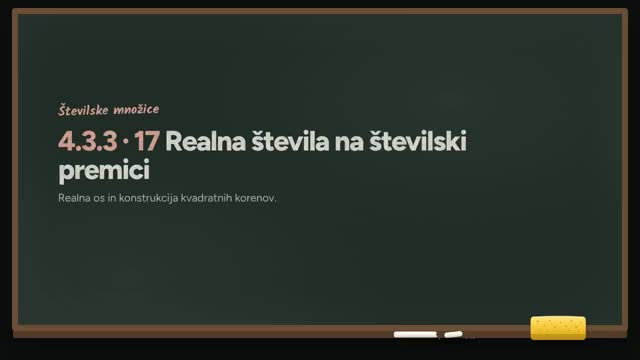 Številske množice
4.3.3 · 17 Realna števila na številski
premici
Realna os in konstrukcija kvadratnih korenov.